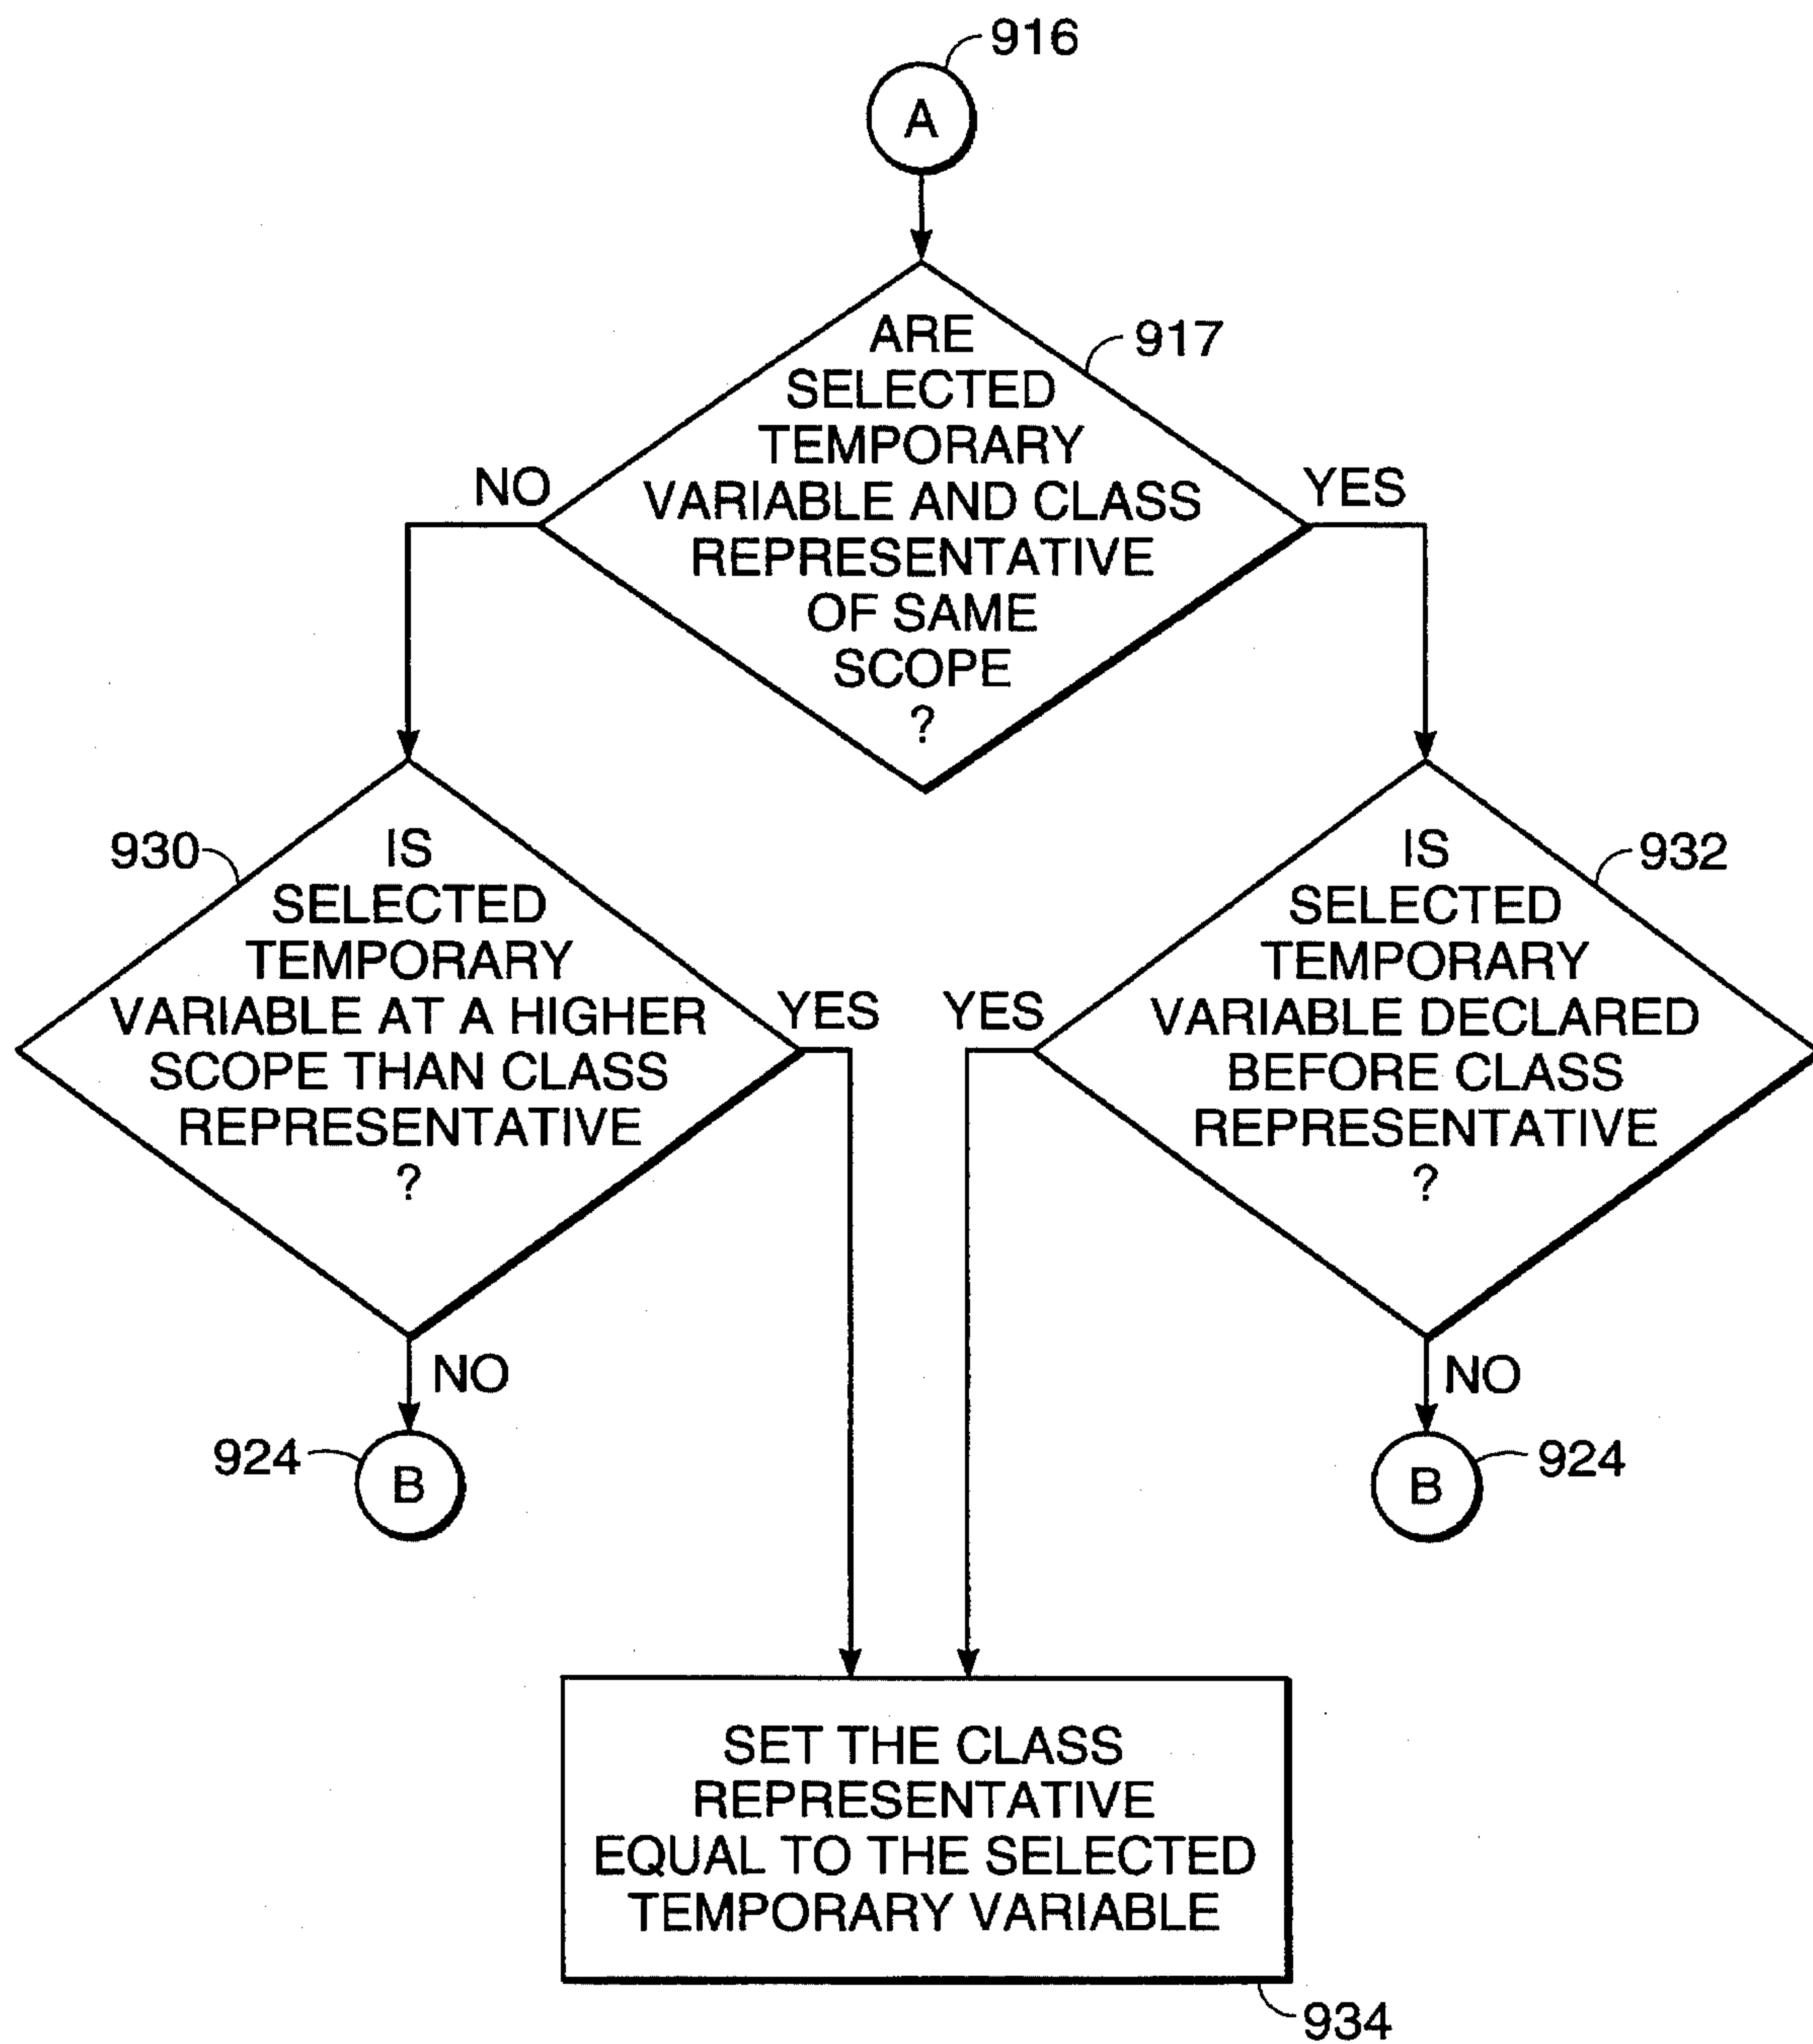 916
A
ARE
SELECTED
TEMPORARY
VARIABLE AND CLASS
REPRESENTATIVE
OF SAME
SCOPE
?
917
NO
YES
930
IS
SELECTED
TEMPORARY
VARIABLE AT A HIGHER
SCOPE THAN CLASS
REPRESENTATIVE
?
YES
NO
924
B
932
IS
SELECTED
TEMPORARY
VARIABLE DECLARED
BEFORE CLASS
REPRESENTATIVE
?
YES
NO
924
B
SET THE CLASS
REPRESENTATIVE
EQUAL TO THE SELECTED
TEMPORARY VARIABLE
934